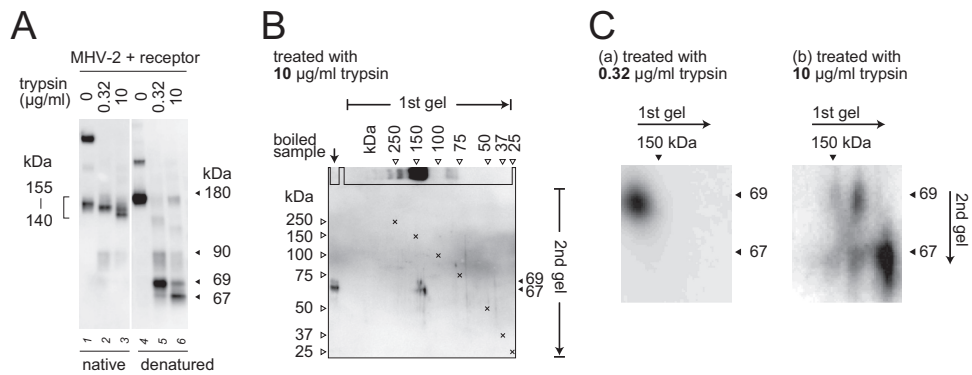 A
MHV-2 + receptor
trypsin
(µg/ml)
0
0.32
10
0
0.32
10
kDa
155
140
kDa
180
90
69
67
1
2
3
4
5
6
native
denatured
B
treated with
10 µg/ml trypsin
1st gel
boiled
sample
kDa
250
150
100
75
50
37
25
kDa
250
150
100
75
50
37
25
69
67
2nd gel
C
(a) treated with
0.32 µg/ml trypsin
1st gel
150 kDa
69
67
(b) treated with
10 µg/ml trypsin
1st gel
150 kDa
69
67
2nd gel